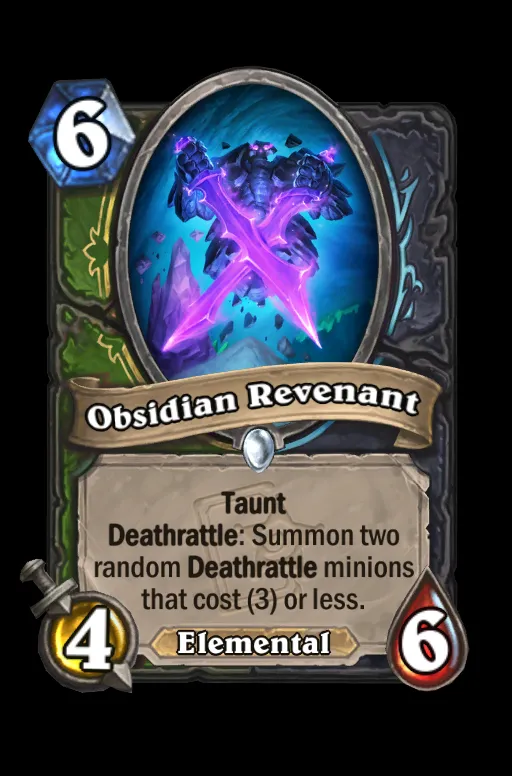 6
Obsidian Revenant
Taunt
Deathrattle: Summon two
random Deathrattle minions
that cost (3) or less.
4
Elemental
6